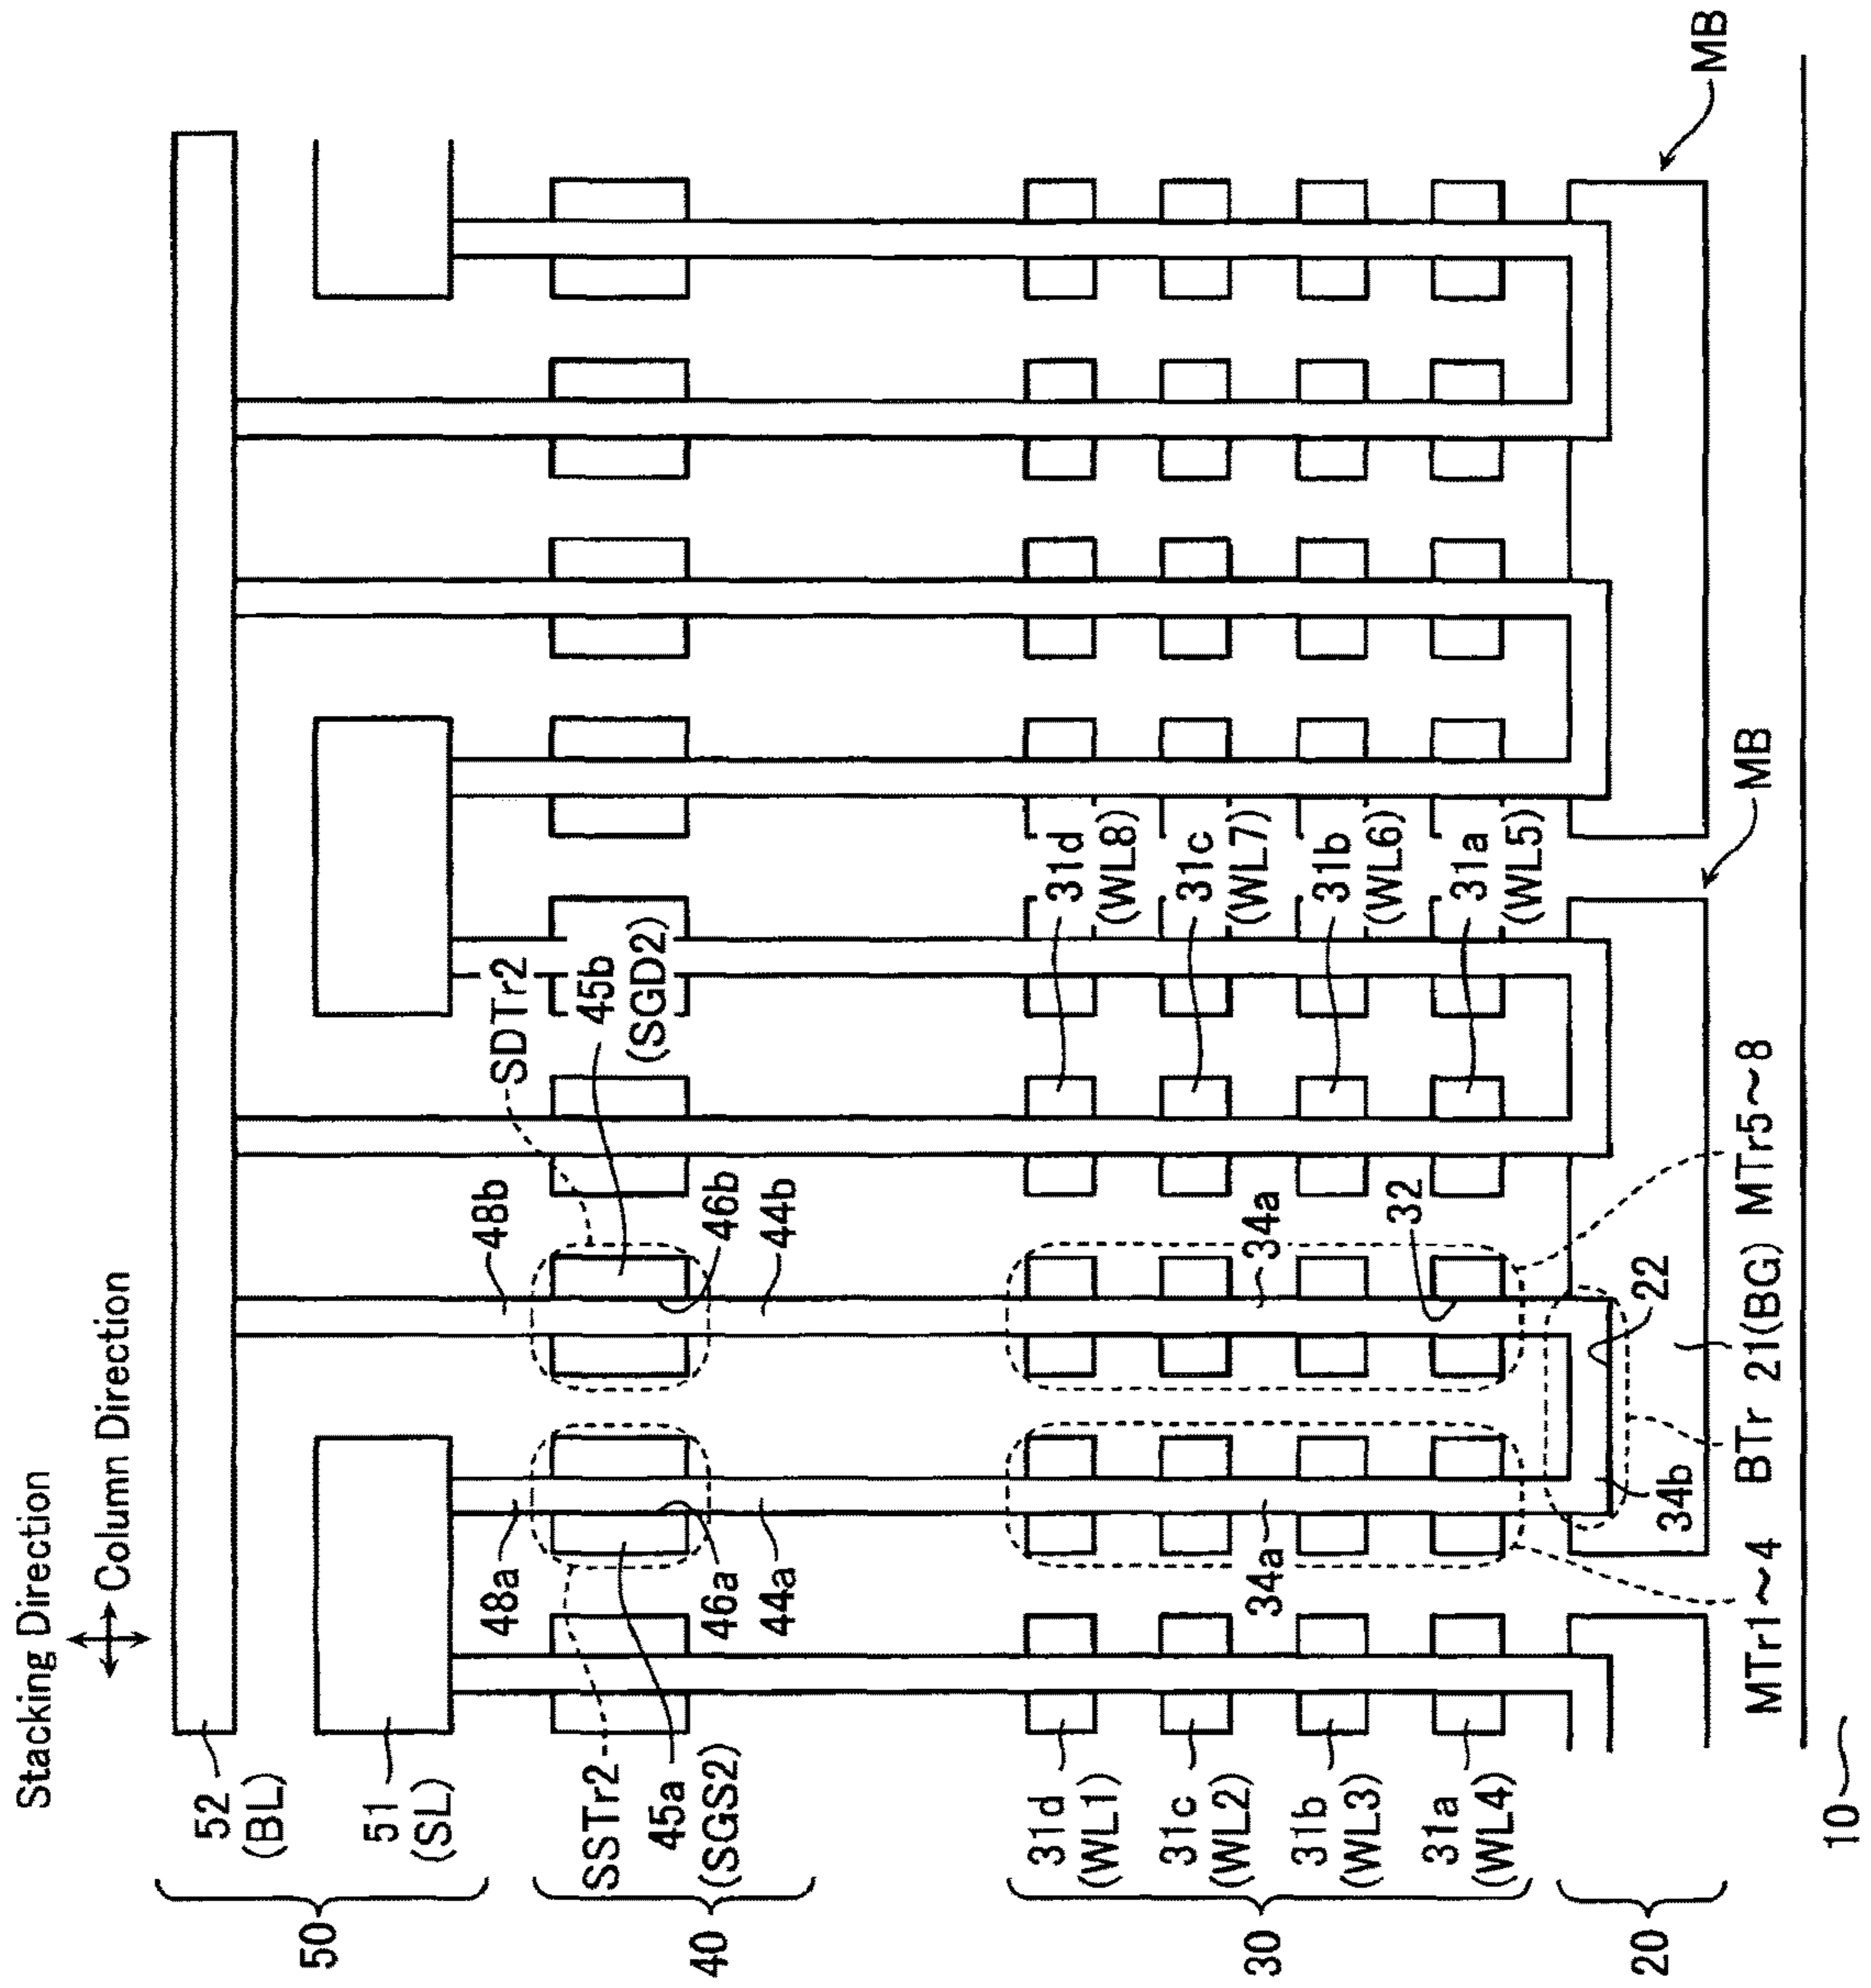 Stacking Direction
Column Direction
50
52
(BL)
51
(SL)
40
SSTr2
45a
(SGS2)
48a
46a
44a
48b
SDTr2
45b
(SGD2)
46b
44b
30
31d
(WL1)
31c
(WL2)
31b
(WL3)
31a
(WL4)
34a
34a
32
31d
(WL8)
31c
(WL7)
31b
(WL6)
31a
(WL5)
20
34b
22
MTr1~4
BTr
21(BG)
MTr5~8
MB
MB
10